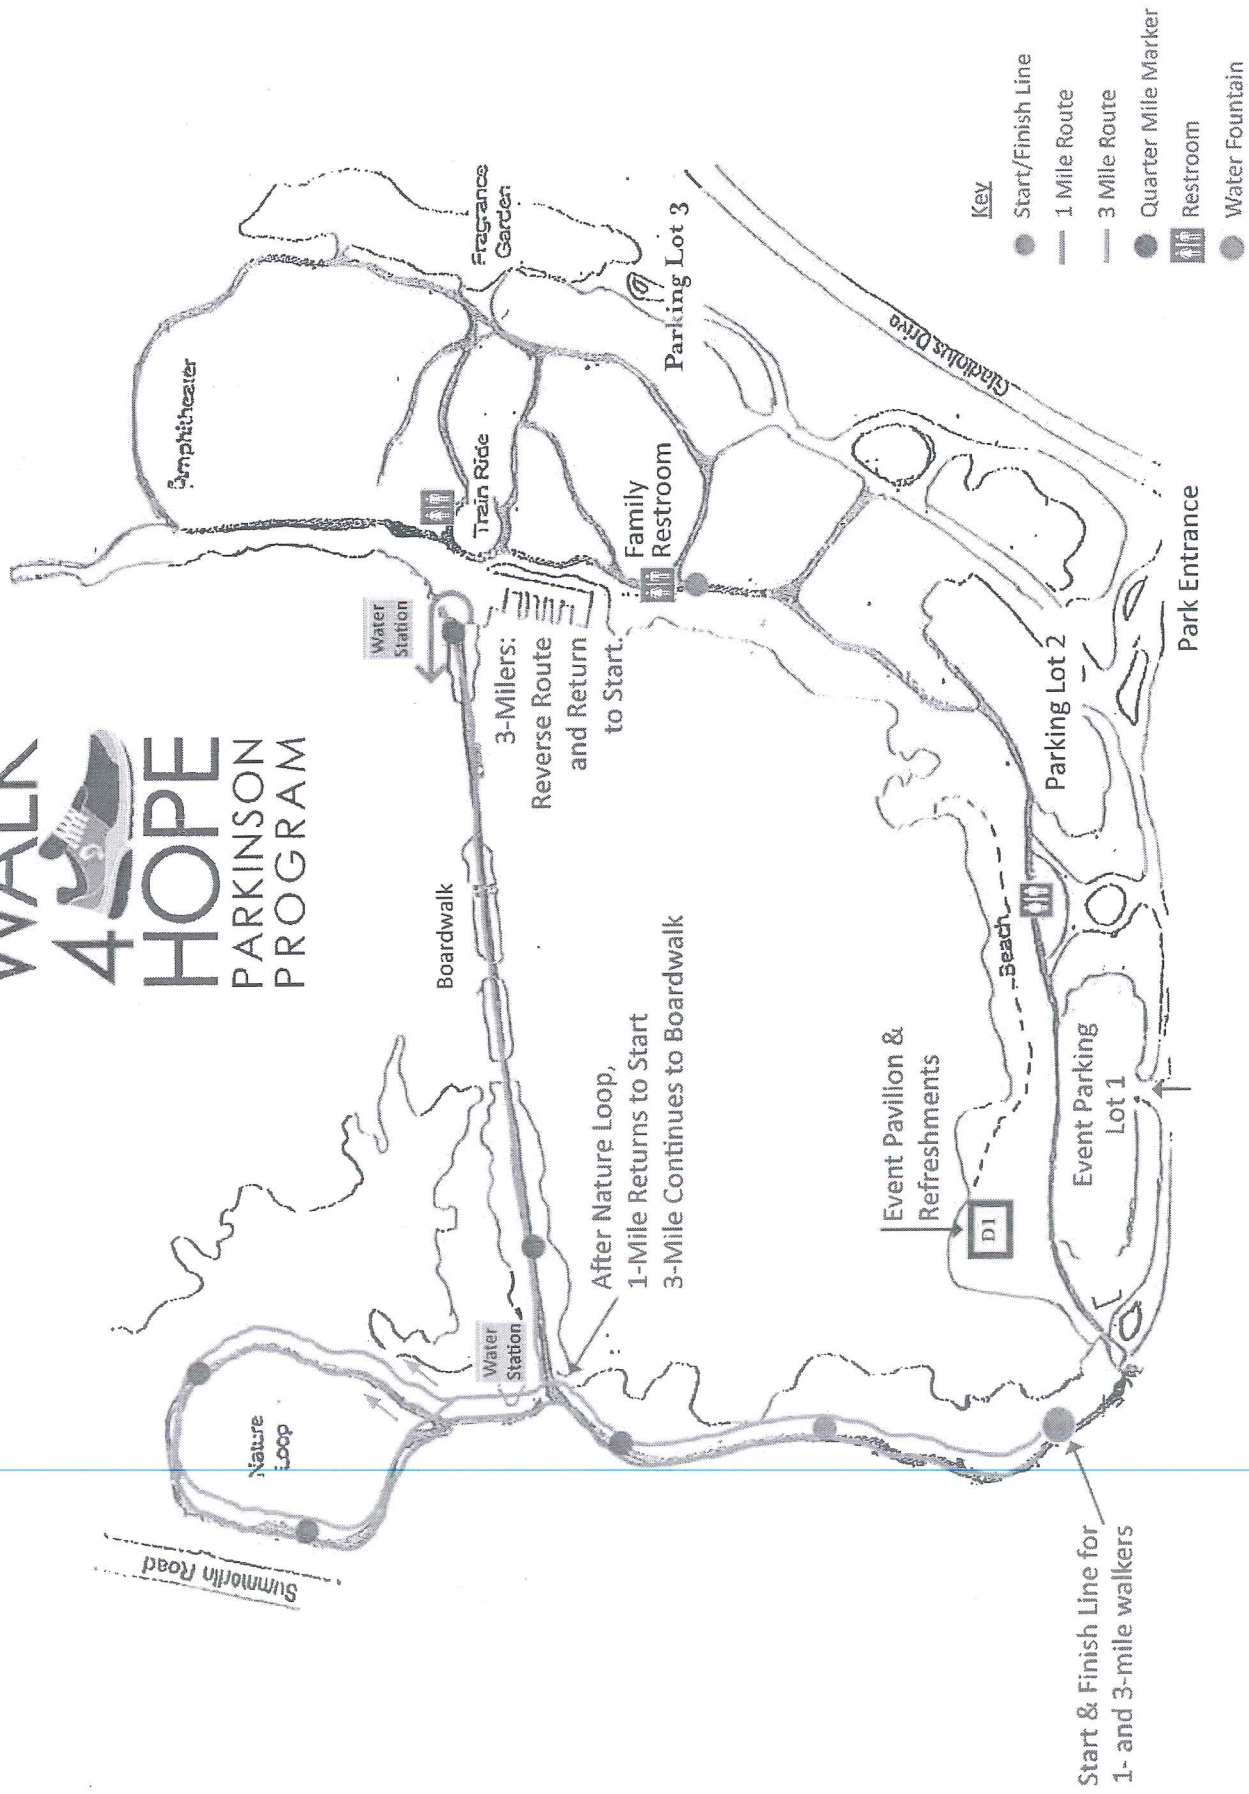 WALK
4
HOPE
PARKINSON
PROGRAM
Summerlin Road
Nature
Loop
Water
Station
After Nature Loop,
1-Mile Returns to Start
3-Mile Continues to Boardwalk
Boardwalk
Water
Station
3-Milers:
Reverse Route
and Return
to Start.
Amphitheater
Train Ride
Fragrance
Garden
Family
Restroom
Parking Lot 3
Gladiolus Drive
Start & Finish Line for
1- and 3-mile walkers
Event Pavilion &
Refreshments
D1
Beach
Event Parking
Lot 1
Parking Lot 2
Park Entrance
Key
Start/Finish Line
1 Mile Route
3 Mile Route
Quarter Mile Marker
Restroom
Water Fountain